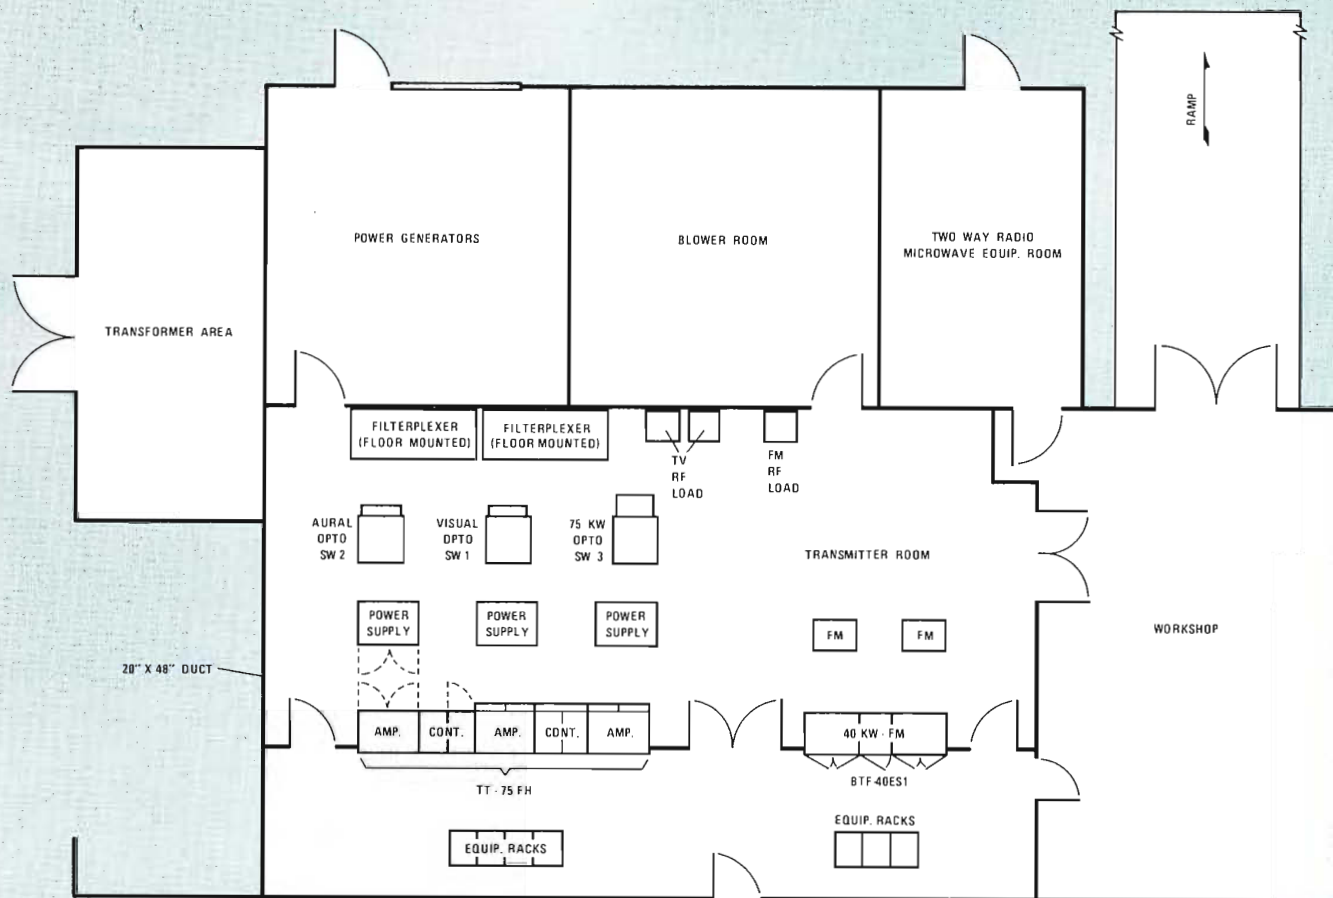 RAMP
POWER GENERATORS
BLOWER ROOM
TWO WAY RADIO
MICROWAVE EQUIP. ROOM
TRANSFORMER AREA
FILTERPLEXER
(FLOOR MOUNTED)
FILTERPLEXER
(FLOOR MOUNTED)
TV
RF
LOAD
FM
RF
LOAD
AURAL
OPTO
SW 2
VISUAL
OPTO
SW 1
75 KW
OPTO
SW 3
TRANSMITTER ROOM
POWER
SUPPLY
POWER
SUPPLY
POWER
SUPPLY
FM
FM
WORKSHOP
20" X 48" DUCT
AMP.
CONT.
AMP.
CONT.
AMP.
40 KW - FM
TT - 75 FH
BTF-40ES1
EQUIP. RACKS
EQUIP. RACKS